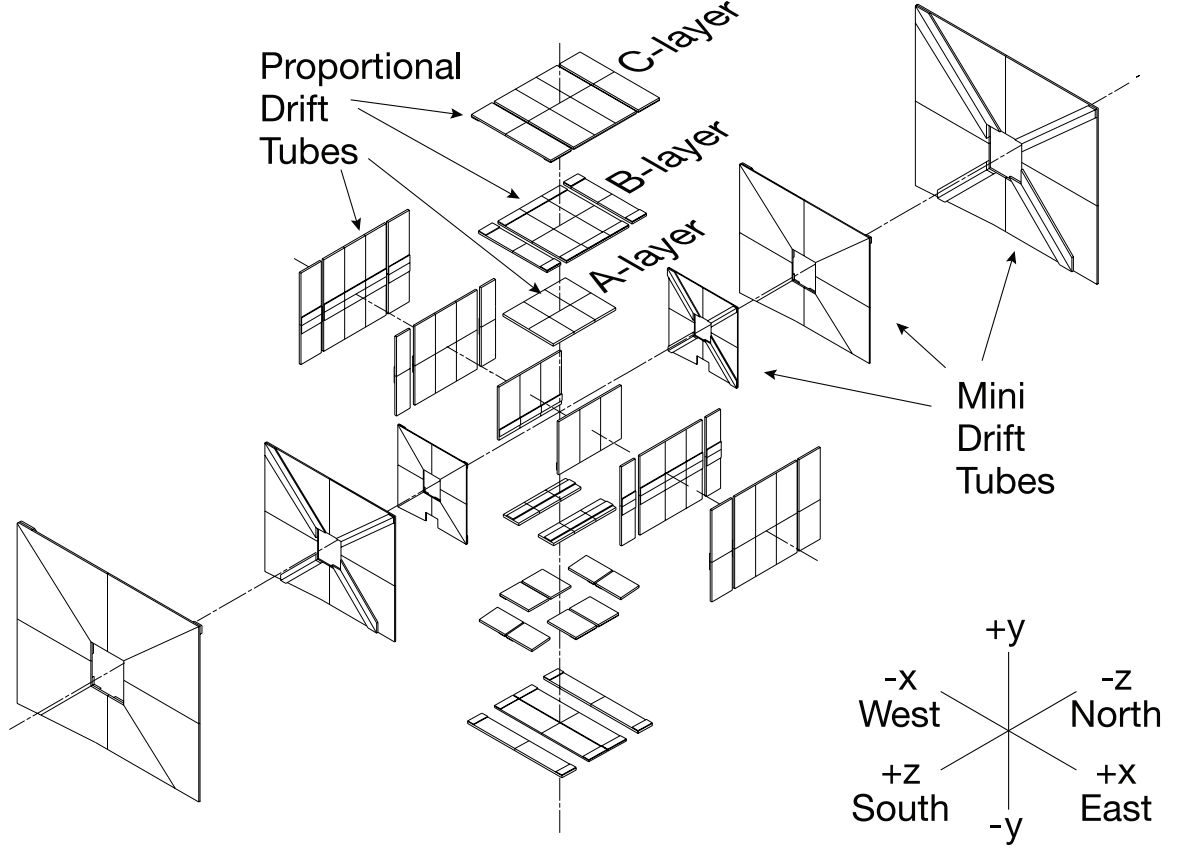 Proportional
Drift
Tubes
C-layer
B-layer
A-layer
Mini
Drift
Tubes
+y
-x
West
-z
North
+z
South
+x
East
-y